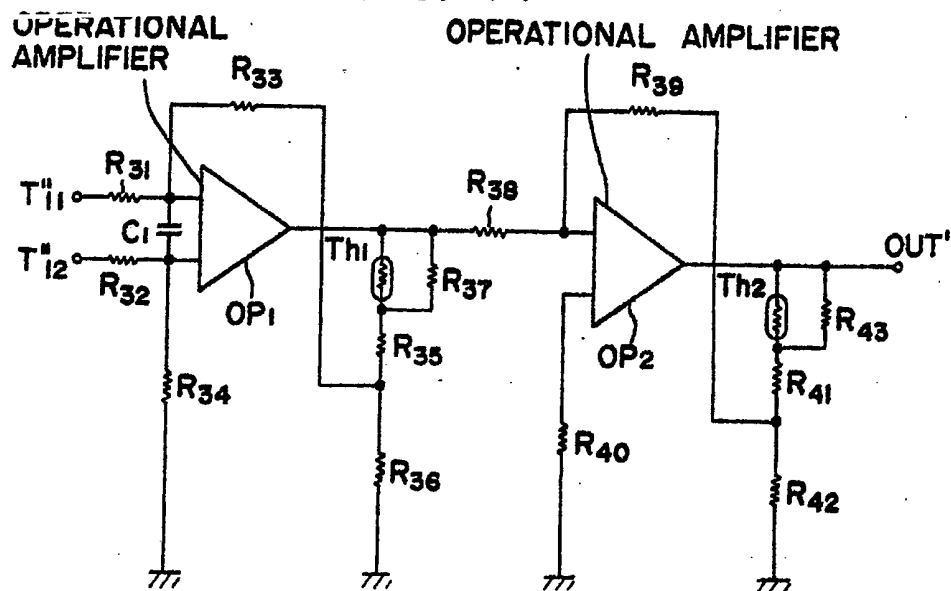 OPERATIONAL
AMPLIFIER
OPERATIONAL AMPLIFIER
R33
R39
R31
T"11
C1
T"12
R32
OP1
R34
Th1
R37
R35
R36
R38
OP2
R40
Th2
OUT'
R43
R41
R42